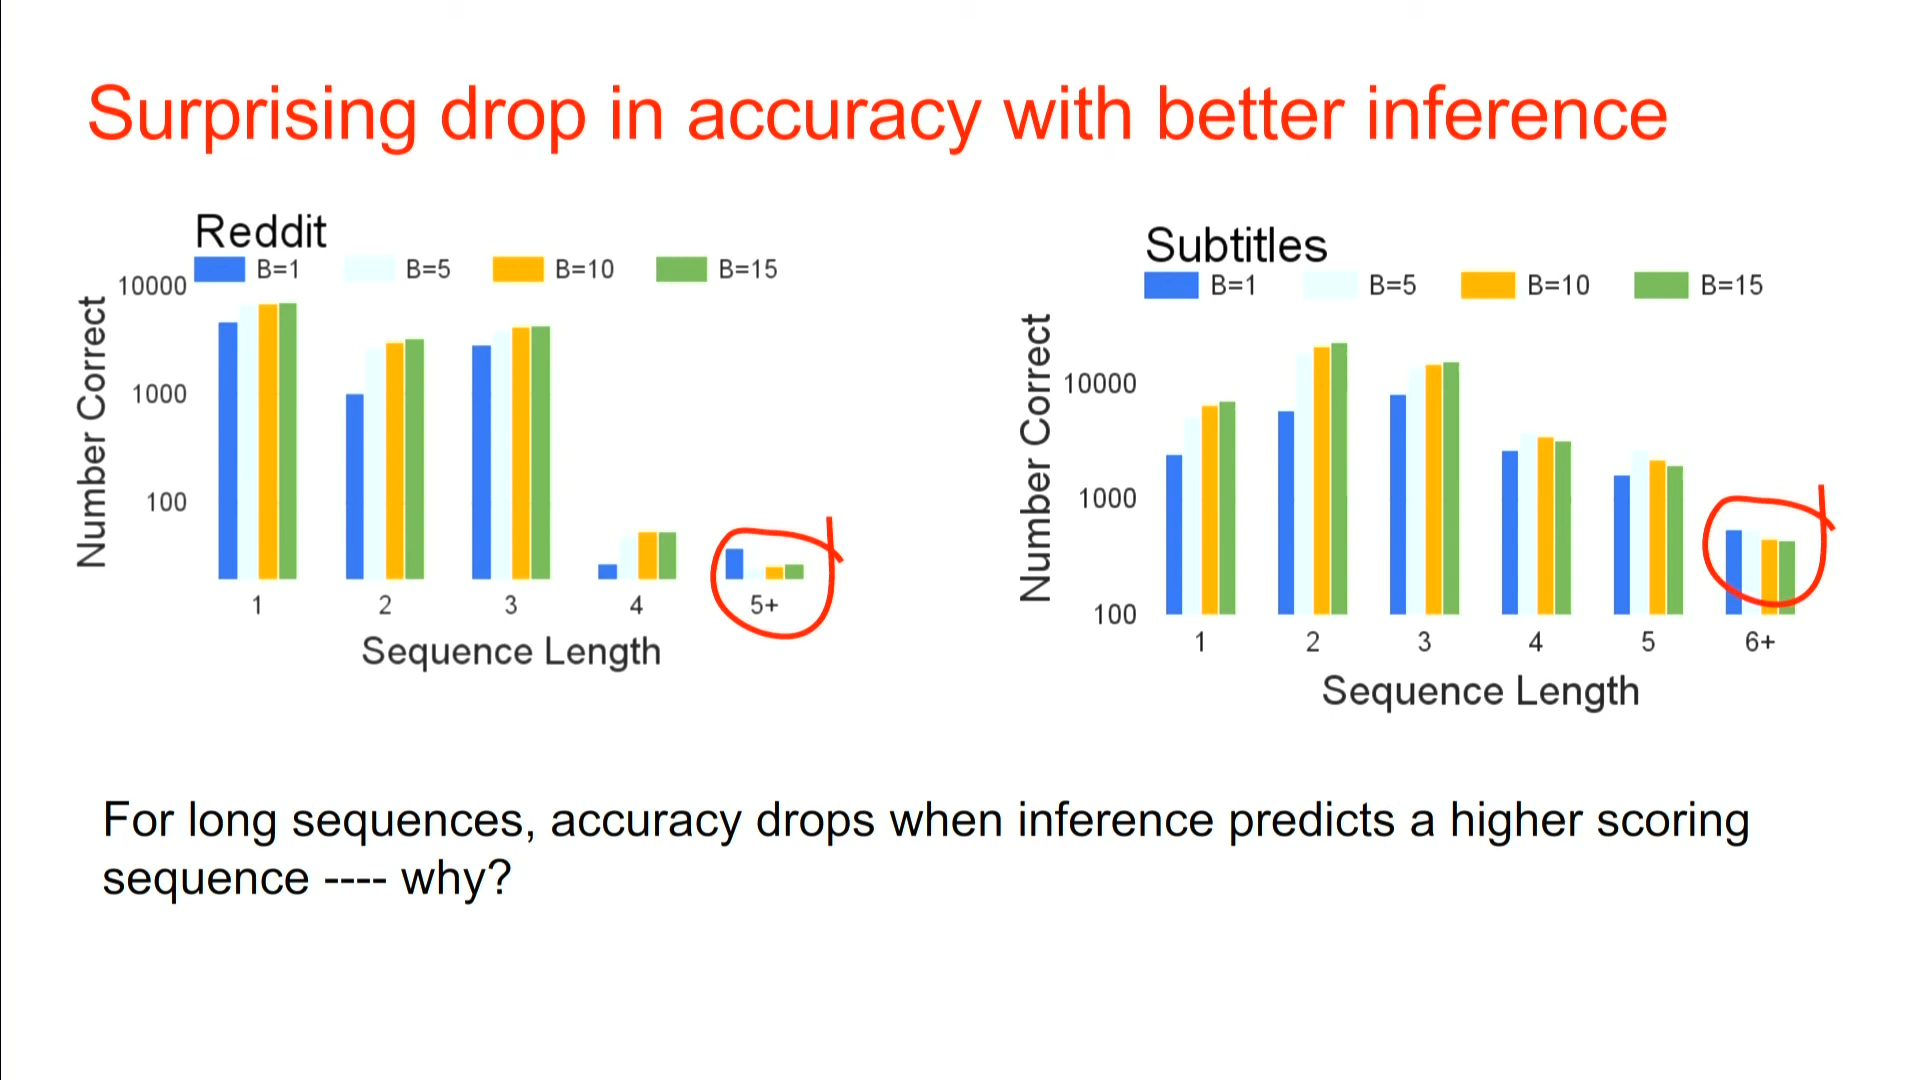 Surprising drop in accuracy with better inference
Reddit
B=1 B=5 B=10 B=15
Number Correct
10000
1000
100
1 2 3 4 5+
Sequence Length
Subtitles
B=1 B=5 B=10 B=15
Number Correct
10000
1000
100
1 2 3 4 5 6+
Sequence Length
For long sequences, accuracy drops when inference predicts a higher scoring
sequence ---- why?